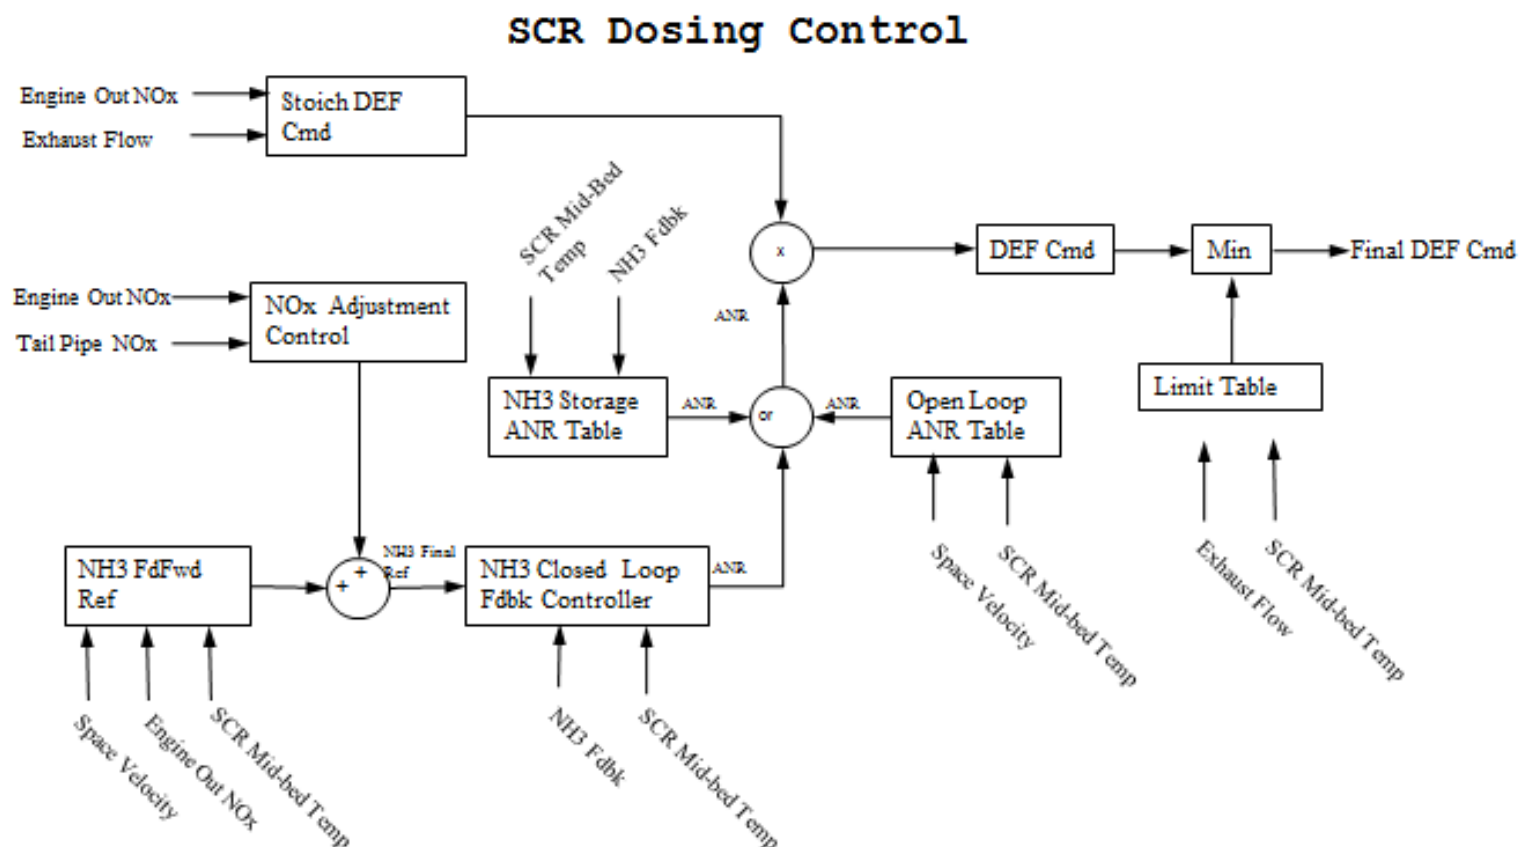 SCR Dosing Control
Engine Out NOx
Exhaust Flow
Stoich DEF
Cmd
SCR Mid-Bed
Temp
NH3 Fdbk
x
DEF Cmd
Min
Final DEF Cmd
Engine Out NOx
Tail Pipe NOx
NOx Adjustment
Control
ANR
Limit Table
NH3 Storage
ANR Table
ANR
or
ANR
Open Loop
ANR Table
Space Velocity
SCR Mid-bed Temp
Exhaust Flow
SCR Mid-bed Temp
NH3 FdFwd
Ref
+
+
NH3 Final
Ref
NH3 Closed Loop
Fdbk Controller
ANR
Space Velocity
Engine Out NOx
SCR Mid-bed Temp
NH3 Fdbk
SCR Mid-bed Temp